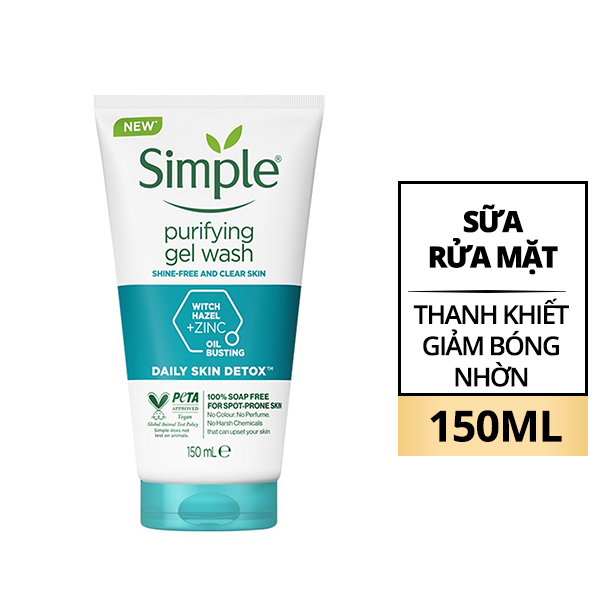 NEW*
Simple®
purifying
gel wash
SHINE-FREE AND CLEAR SKIN
WITCH
HAZEL
+ZINC
OIL
BUSTING
DAILY SKIN DETOX™
PeTA
APPROVED
Vegan
Global Animal Test Policy
Simple does not
test on animals.
100% SOAP FREE
FOR SPOT-PRONE SKIN
No Colour. No Perfume.
No Harsh Chemicals
that can upset your skin
150 mL ℮
SỮA
RỬA MẶT
THANH KHIẾT
GIẢM BÓNG
NHỜN
150ML